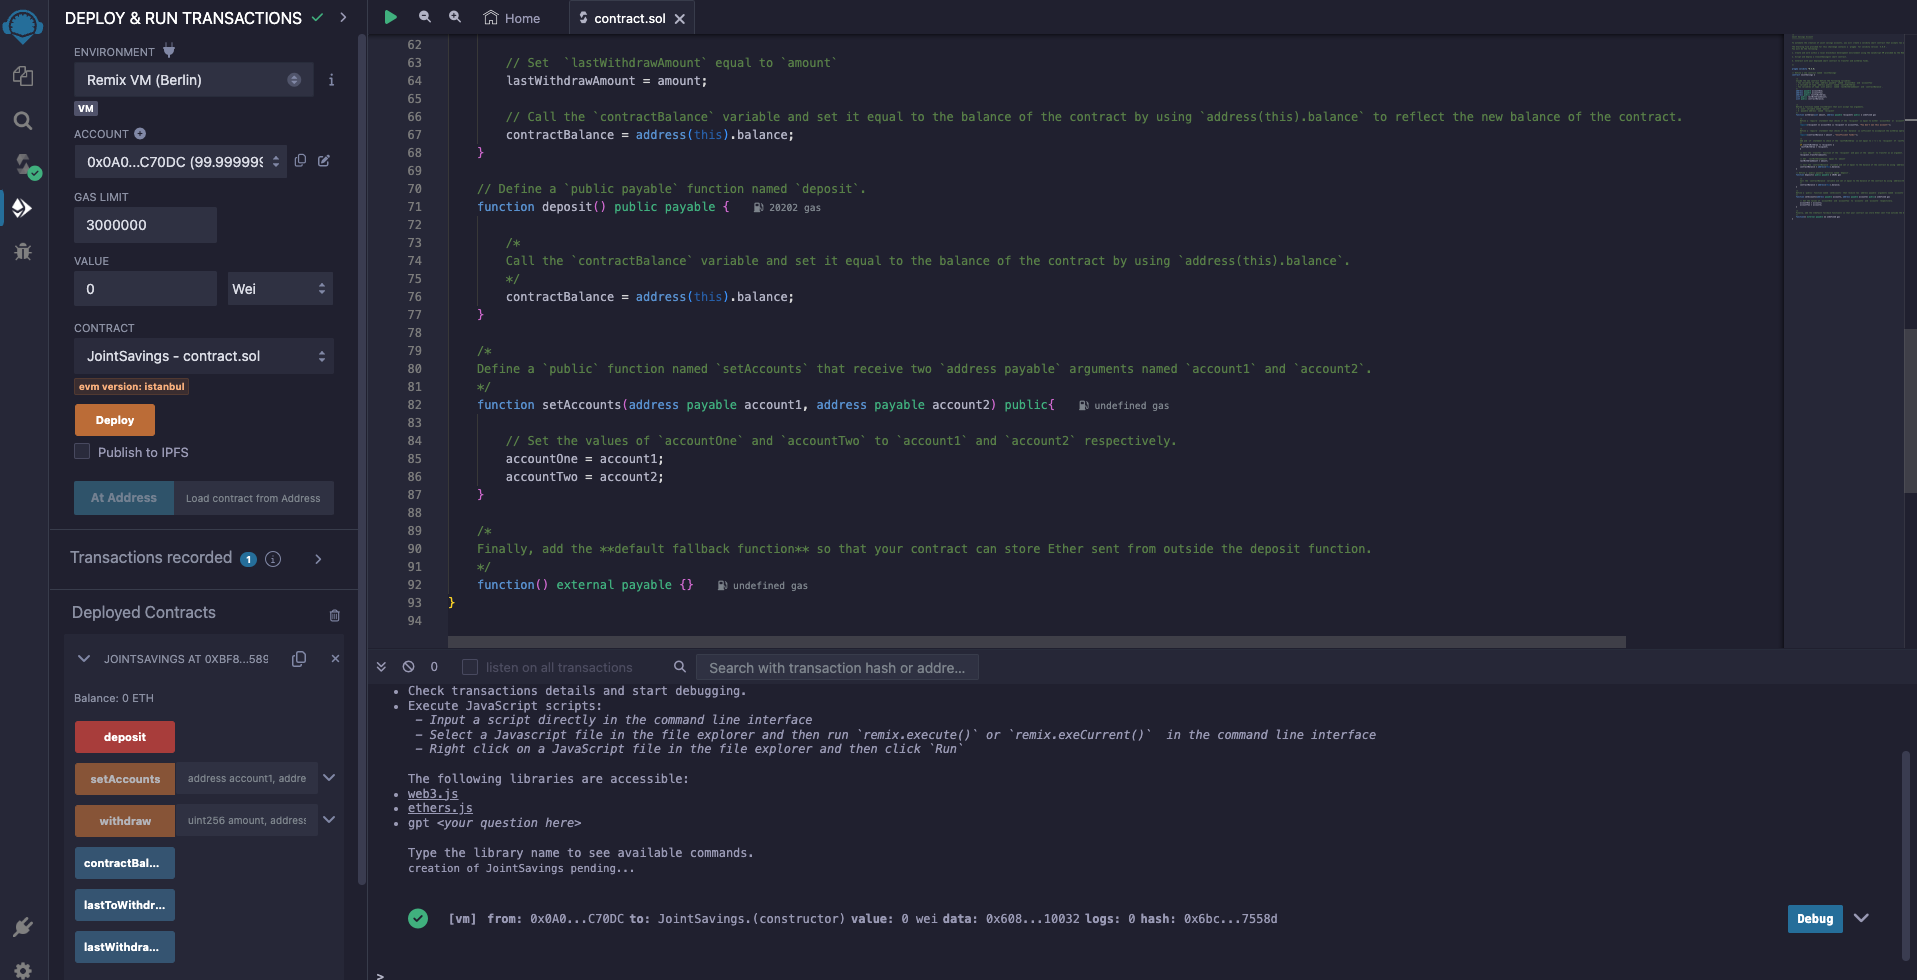 DEPLOY & RUN TRANSACTIONS
ENVIRONMENT
Remix VM (Berlin)
VM
ACCOUNT
0x0A0...C70DC (99.999999
GAS LIMIT
3000000
VALUE
0
Wei
CONTRACT
JointSavings - contract.sol
evm version: istanbul
Deploy
Publish to IPFS
At Address
Load contract from Address
Transactions recorded 1
Deployed Contracts
JOINTSAVINGS AT 0XBF8...589
Balance: 0 ETH
deposit
setAccounts address account1, addre
withdraw uint256 amount, address
contractBal...
lastToWithdr...
lastWithdra...
Home
contract.sol
62
63 // Set  `lastWithdrawAmount` equal to `amount`
64 lastWithdrawAmount = amount;
65
66 // Call the `contractBalance` variable and set it equal to the balance of the contract by using `address(this).balance` to reflect the new balance of the contract.
67 contractBalance = address(this).balance;
68 }
69
70 // Define a `public payable` function named `deposit`.
71 function deposit() public payable { 20202 gas
72
73 /*
74 Call the `contractBalance` variable and set it equal to the balance of the contract by using `address(this).balance`.
75 */
76 contractBalance = address(this).balance;
77 }
78
79 /*
80 Define a `public` function named `setAccounts` that receive two `address payable` arguments named `account1` and `account2`.
81 */
82 function setAccounts(address payable account1, address payable account2) public{ undefined gas
83
84 // Set the values of `accountOne` and `accountTwo` to `account1` and `account2` respectively.
85 accountOne = account1;
86 accountTwo = account2;
87 }
88
89 /*
90 Finally, add the **default fallback function** so that your contract can store Ether sent from outside the deposit function.
91 */
92 function() external payable {} undefined gas
93 }
94
0 listen on all transactions Search with transaction hash or addre...
• Check transactions details and start debugging.
• Execute JavaScript scripts:
– Input a script directly in the command line interface
– Select a Javascript file in the file explorer and then run `remix.execute()` or `remix.exeCurrent()`  in the command line interface
– Right click on a JavaScript file in the file explorer and then click `Run`
The following libraries are accessible:
• web3.js
• ethers.js
• gpt <your question here>
Type the library name to see available commands.
creation of JointSavings pending...
[vm] from: 0x0A0...C70DC to: JointSavings.(constructor) value: 0 wei data: 0x608...10032 logs: 0 hash: 0x6bc...7558d
Debug
>